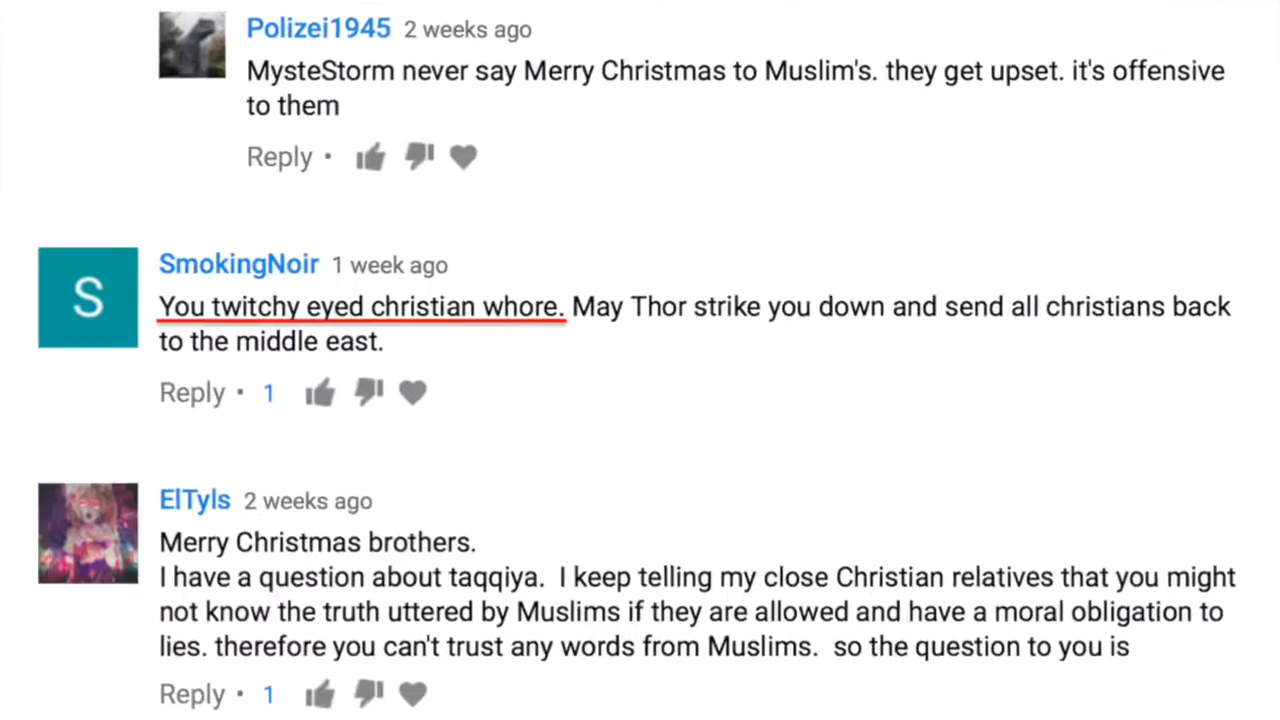 Polizei1945 2 weeks ago
MysteStorm never say Merry Christmas to Muslim's. they get upset. it's offensive
to them
Reply •
S
SmokingNoir 1 week ago
You twitchy eyed christian whore. May Thor strike you down and send all christians back
to the middle east.
Reply • 1
ElTyls 2 weeks ago
Merry Christmas brothers.
I have a question about taqqiya.  I keep telling my close Christian relatives that you might
not know the truth uttered by Muslims if they are allowed and have a moral obligation to
lies. therefore you can't trust any words from Muslims.  so the question to you is
Reply • 1